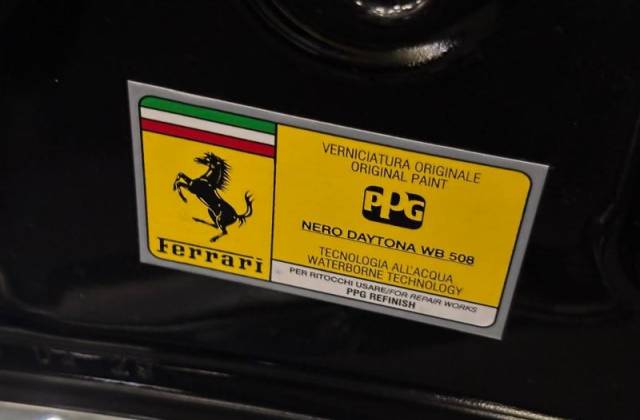 Ferrari
VERNICIATURA ORIGINALE
ORIGINAL PAINT
PPG
NERO DAYTONA WB 508
TECNOLOGIA ALL'ACQUA
WATERBORNE TECHNOLOGY
PER RITOCCHI USARE/FOR REPAIR WORKS
PPG REFINISH